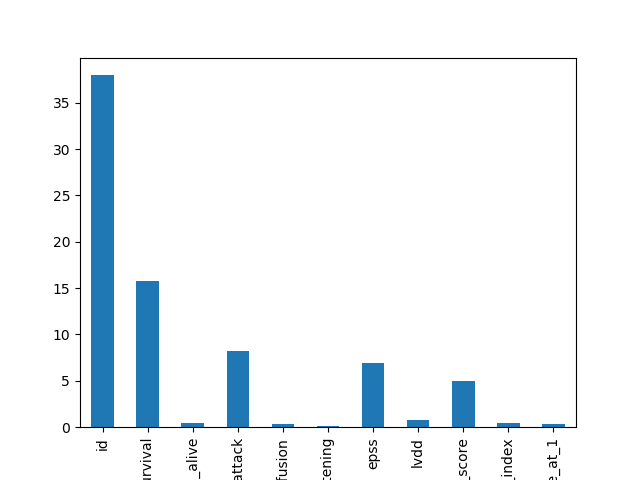 35
30
25
20
15
10
5
0
id
urvival
_alive
attack
fusion
tening
epss
lvdd
_score
_index
e_at_1